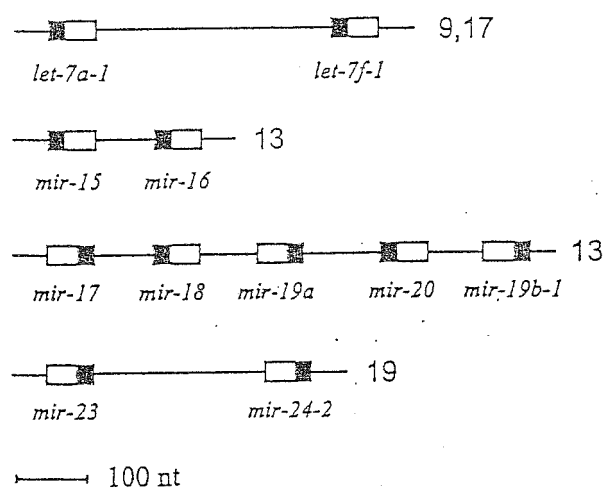 9,17
let-7a-1 let-7f-1
13
mir-15 mir-16
13
mir-17 mir-18 mir-19a mir-20 mir-19b-1
19
mir-23 mir-24-2
100 nt